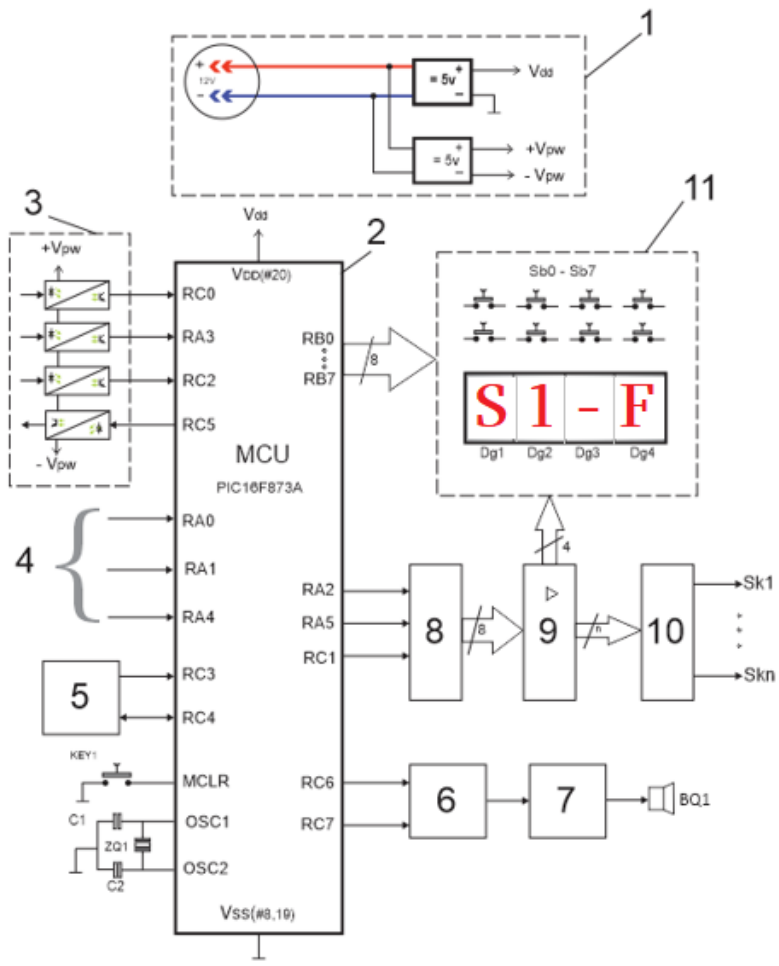 1
+
12V
-
= 5v
+
-
Vdd
= 5v
+
-
+Vpw
- Vpw
3
+Vpw
- Vpw
Vdd
2
VDD(#20)
RC0
RA3
RC2
RC5
RB0
RB7
8
MCU
PIC16F873A
11
Sb0 - Sb7
S 1 - F
Dg1 Dg2 Dg3 Dg4
4
4
RA0
RA1
RA4
RA2
RA5
RC1
8
8
9
n
10
Sk1
Skn
5
RC3
RC4
KEY1
MCLR
C1
OSC1
ZQ1
OSC2
C2
RC6
RC7
6
7
BQ1
VSS(#8,19)